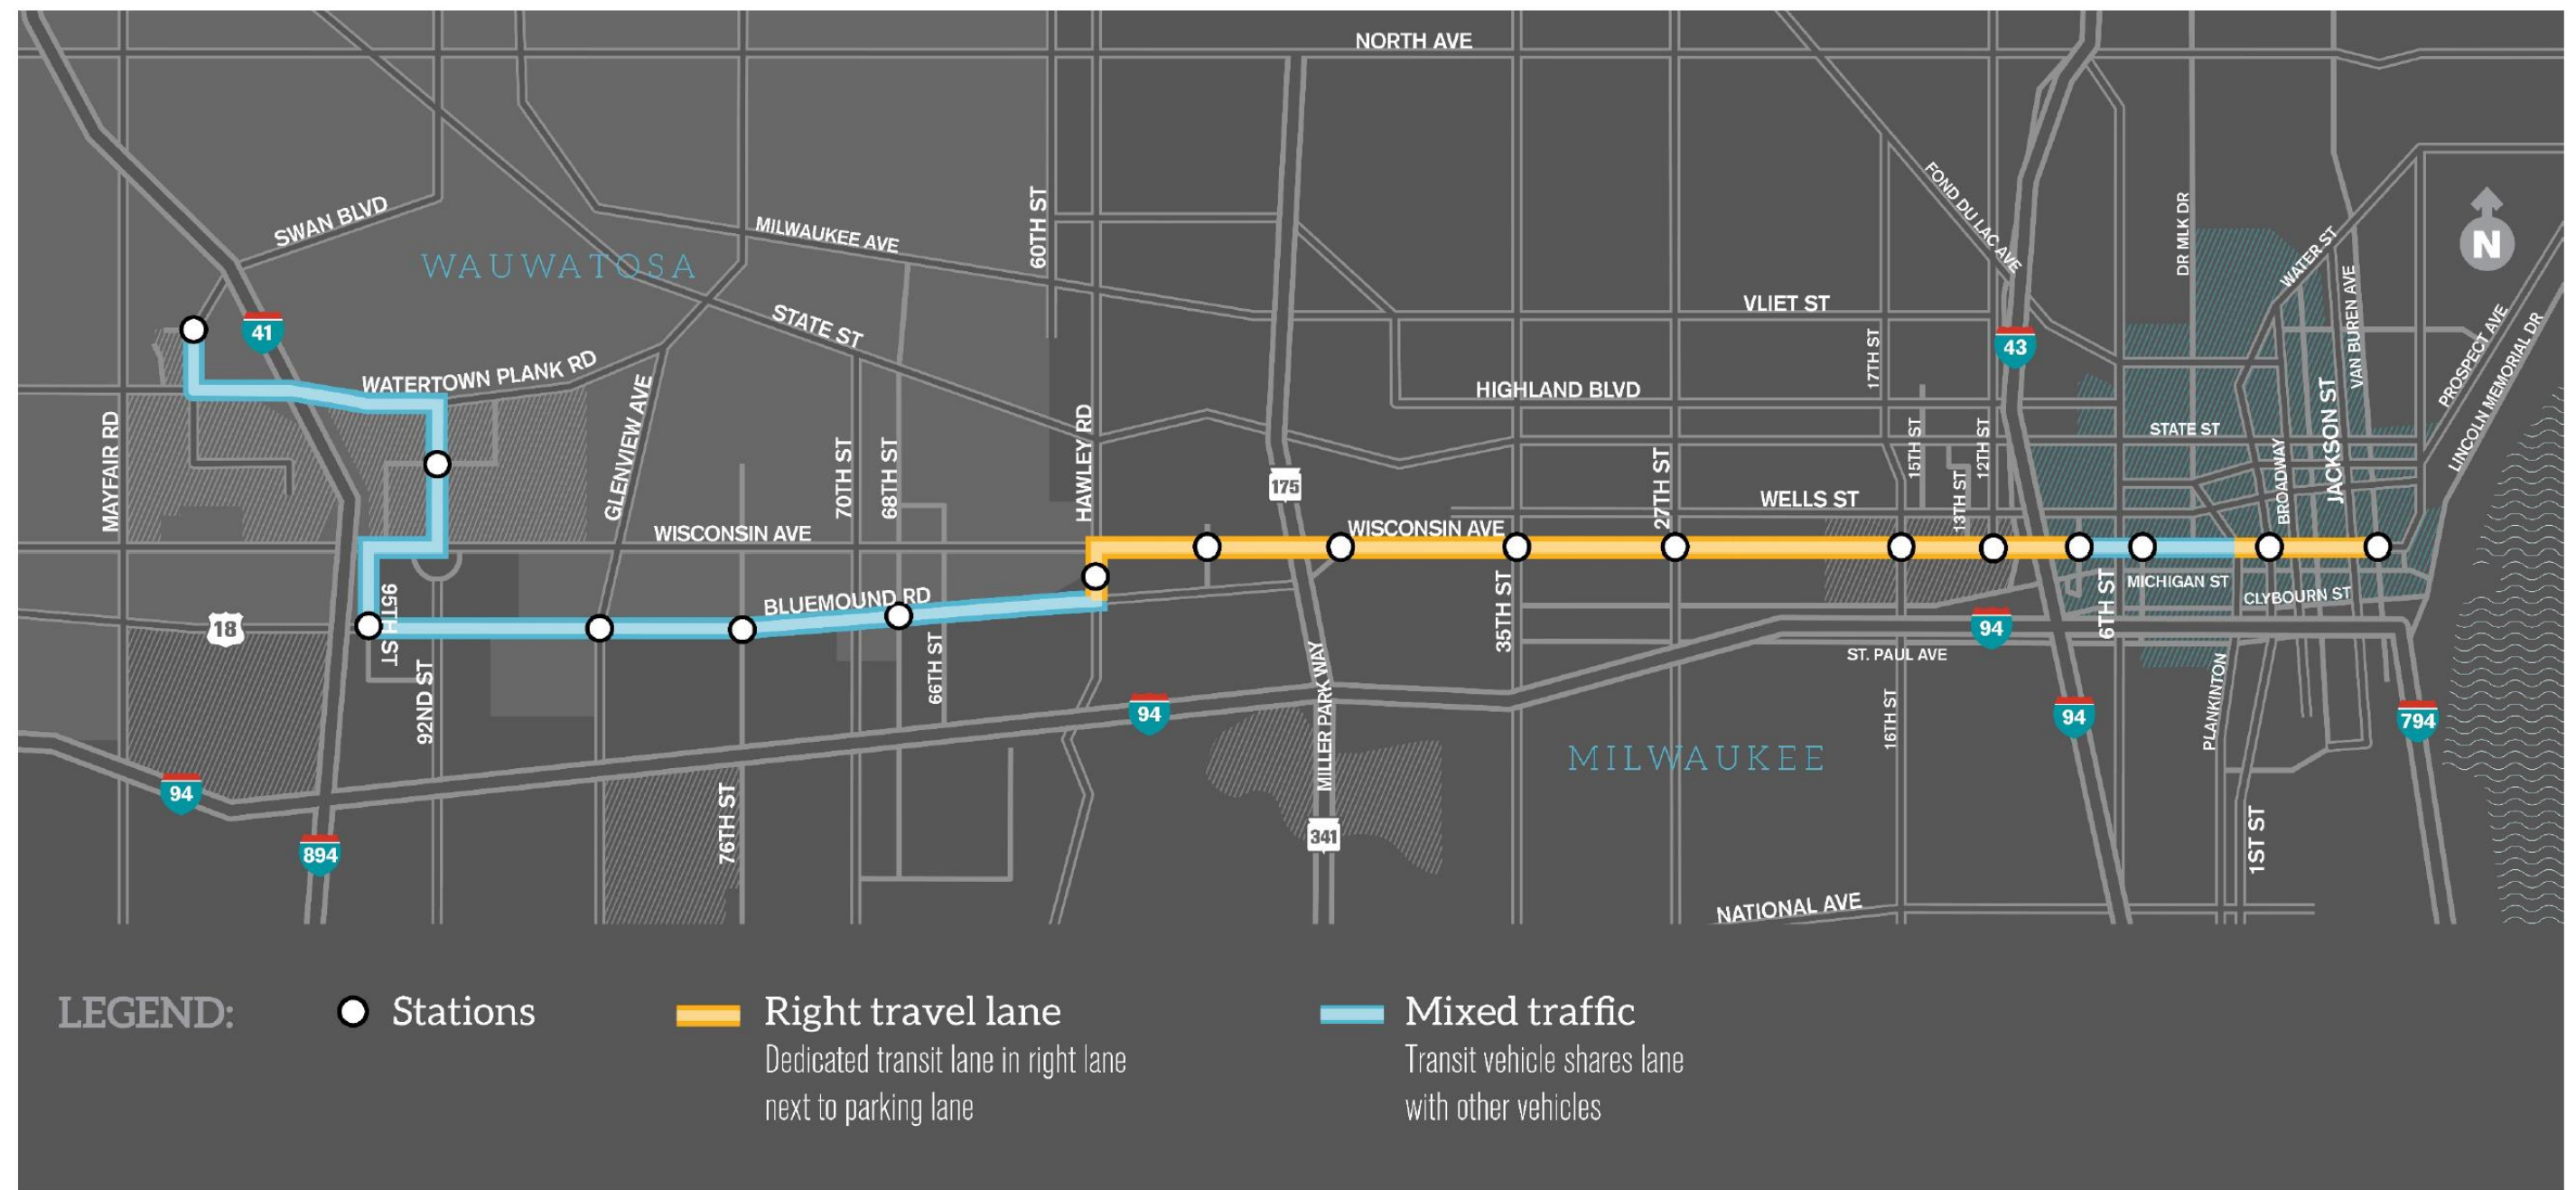 NORTH AVE
SWAN BLVD
WAUWATOSA
MILWAUKEE AVE
60TH ST
FOND DU LAC AVE
DR MLK DR
WATER ST
VAN BUREN AVE
N
PROSPECT AVE
LINCOLN MEMORIAL DR
41
STATE ST
VLIET ST
43
17TH ST
WATERTOWN PLANK RD
GLENVIEW AVE
HIGHLAND BLVD
JACKSON ST
MAYFAIR RD
70TH ST
68TH ST
HAWLEY RD
175
27TH ST
15TH ST
12TH ST
13TH ST
STATE ST
BROADWAY
WELLS ST
WISCONSIN AVE
WISCONSIN AVE
18
95TH ST
BLUEMOUND RD
35TH ST
94
6TH ST
MICHIGAN ST
CLYBOURN ST
92ND ST
66TH ST
MILLER PARK WAY
ST. PAUL AVE
16TH ST
PLANKINTON
94
94
794
MILWAUKEE
94
76TH ST
341
894
1ST ST
NATIONAL AVE
LEGEND:
Stations
Right travel lane
Dedicated transit lane in right lane
next to parking lane
Mixed traffic
Transit vehicle shares lane
with other vehicles